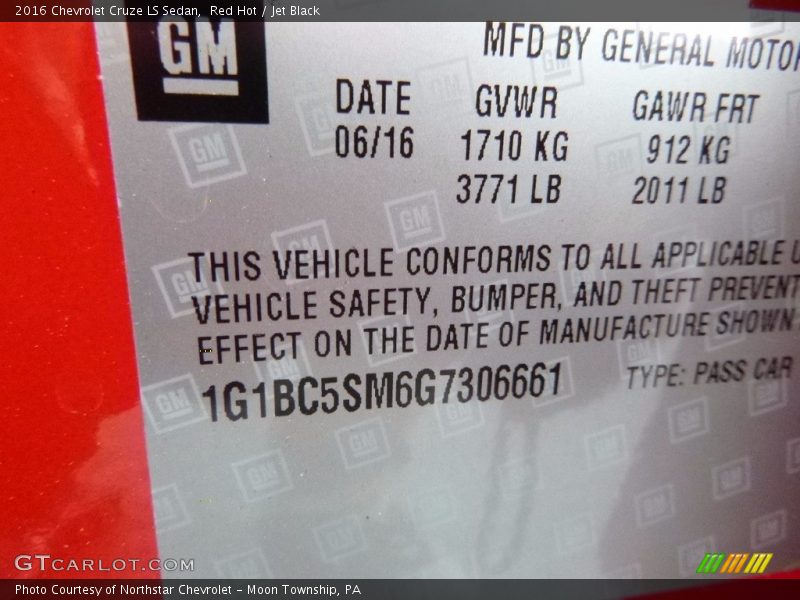 2016 Chevrolet Cruze LS Sedan,  Red Hot / Jet Black
GM
MFD BY GENERAL MOTOR
DATE GVWR GAWR FRT
06/16 1710 KG 912 KG
3771 LB 2011 LB
THIS VEHICLE CONFORMS TO ALL APPLICABLE U
VEHICLE SAFETY, BUMPER, AND THEFT PREVENT
EFFECT ON THE DATE OF MANUFACTURE SHOWN
1G1BC5SM6G7306661 TYPE: PASS CAR
GTcarlot.com
Photo Courtesy of Northstar Chevrolet - Moon Township, PA